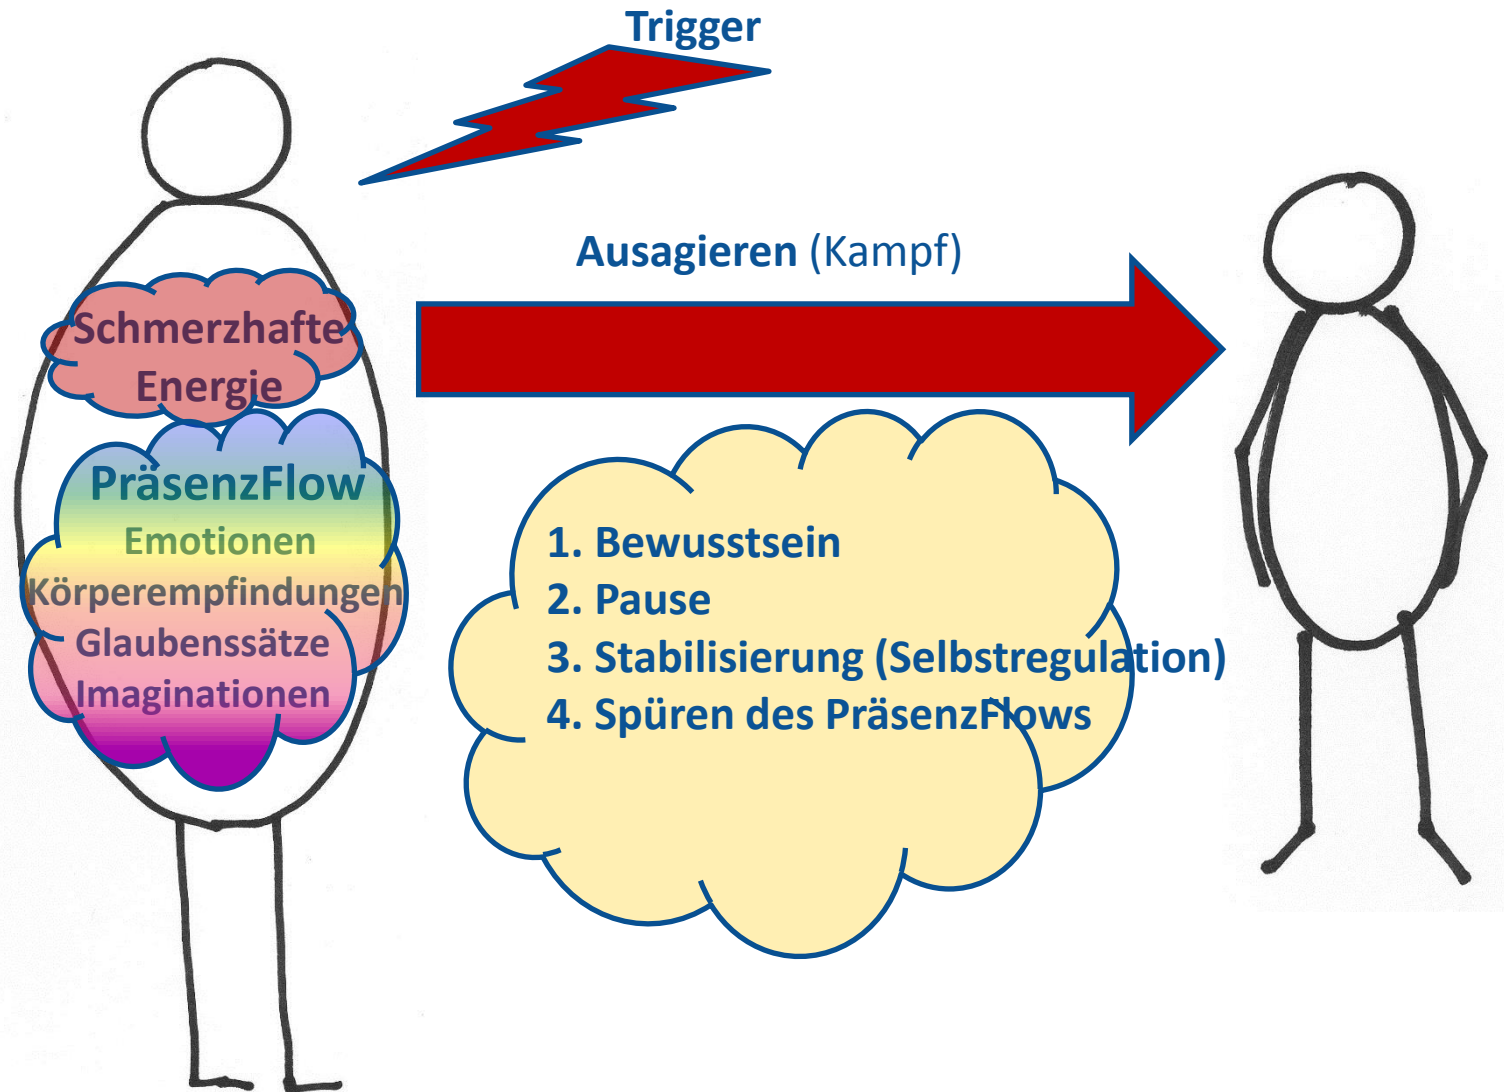 Trigger
Ausagieren (Kampf)
Schmerzhafte
Energie
PräsenzFlow
Emotionen
Körperempfindungen
Glaubenssätze
Imaginationen
1. Bewusstsein
2. Pause
3. Stabilisierung (Selbstregulation)
4. Spüren des PräsenzFlows